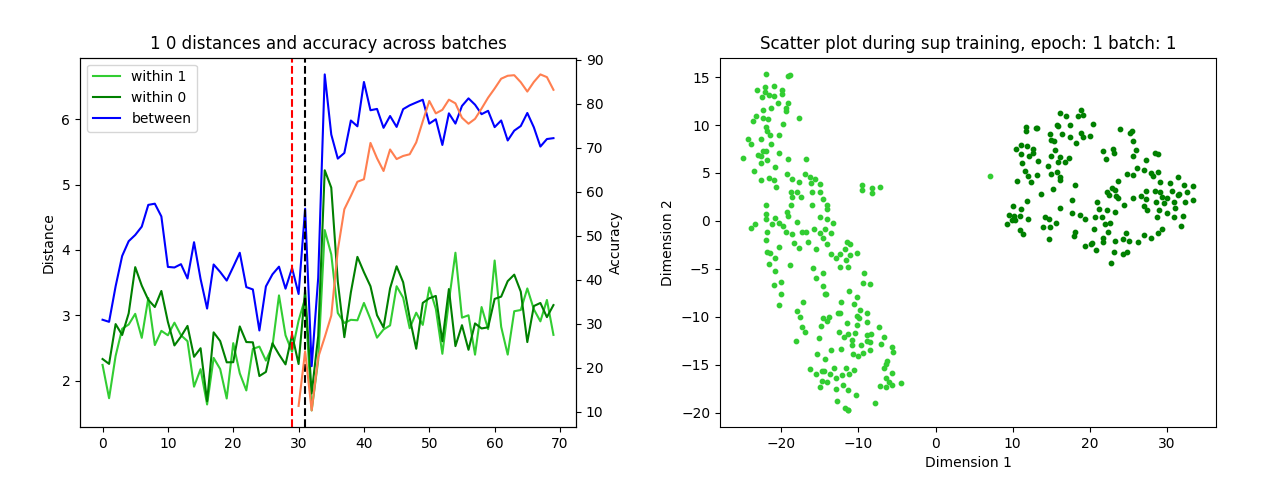 1 0 distances and accuracy across batches
within 1
within 0
between
Distance
6
5
4
3
2
90
80
70
60
50
40
30
20
10
Accuracy
0 10 20 30 40 50 60 70
Scatter plot during sup training, epoch: 1 batch: 1
Dimension 2
15
10
5
0
−5
−10
−15
−20
−20 −10 0 10 20 30
Dimension 1